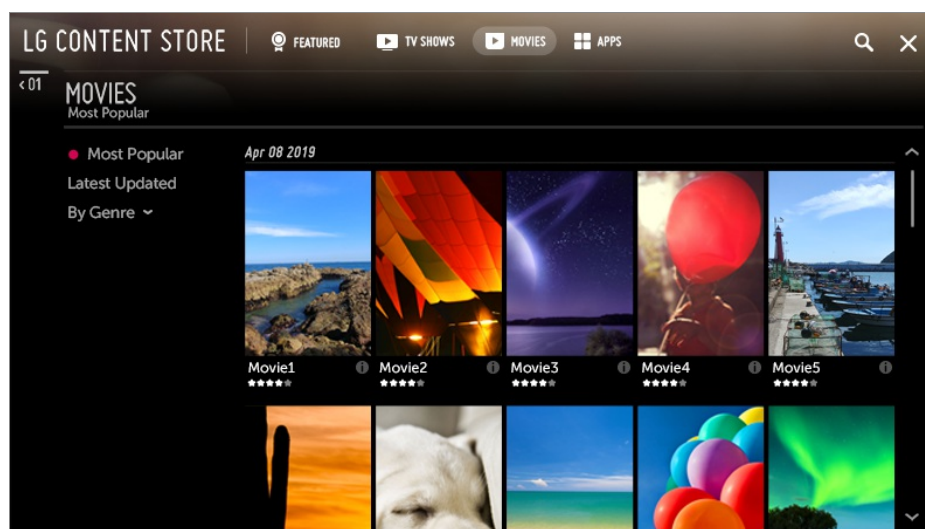 LG CONTENT STORE FEATURED TV SHOWS MOVIES APPS
<01
MOVIES
Most Popular
Most Popular
Latest Updated
By Genre
Apr 08 2019
Movie1 Movie2 Movie3 Movie4 Movie5